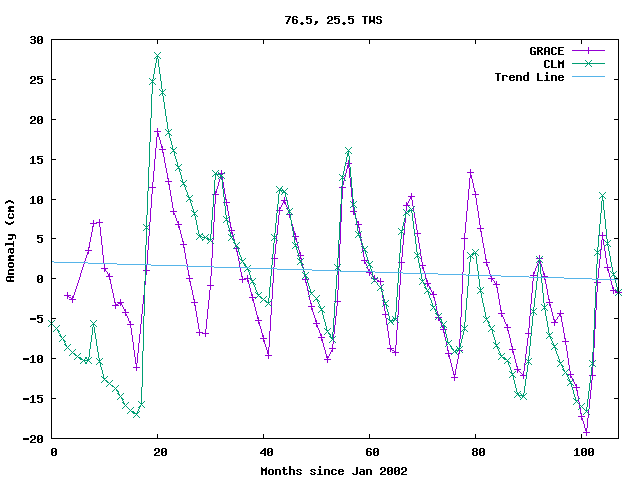 76.5, 25.5 TWS
GRACE
CLM
Trend Line
30
25
20
15
10
5
0
-5
-10
-15
-20
Anomaly (cm)
0 20 40 60 80 100
Months since Jan 2002